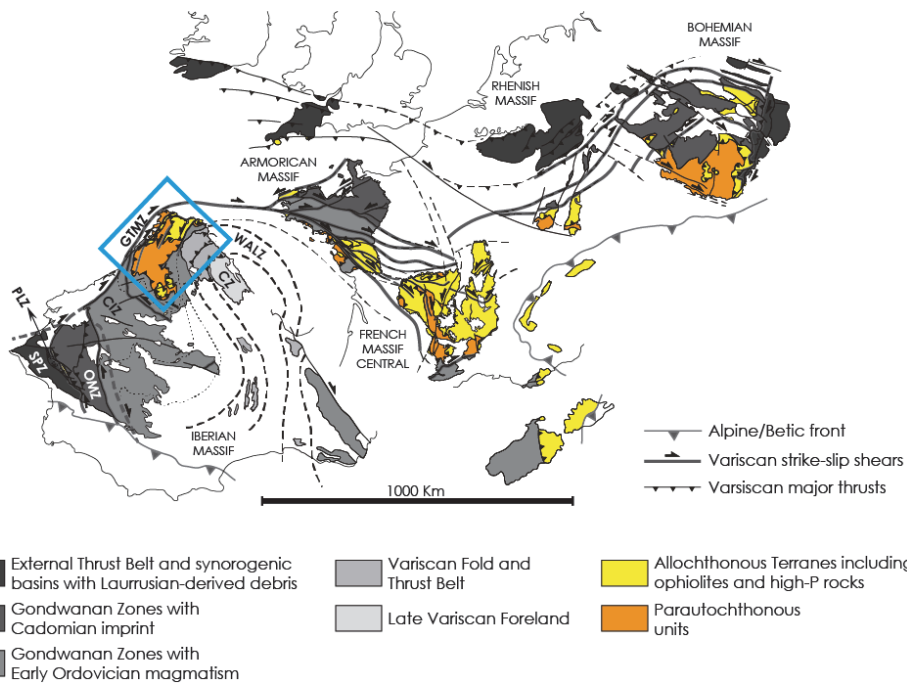 BOHEMIAN
MASSIF
RHENISH
MASSIF
ARMORICAN
MASSIF
GTMZ
WALZ
CZ
CIZ
PLZ
SPZ
OMZ
FRENCH
MASSIF
CENTRAL
IBERIAN
MASSIF
1000 Km
Alpine/Betic front
Variscan strike-slip shears
Varsiscan major thrusts
External Thrust Belt and synorogenic
basins with Laurrusian-derived debris
Gondwanan Zones with
Cadomian imprint
Gondwanan Zones with
Early Ordovician magmatism
Variscan Fold and
Thrust Belt
Late Variscan Foreland
Allochthonous Terranes including
ophiolites and high-P rocks
Parautochthonous
units